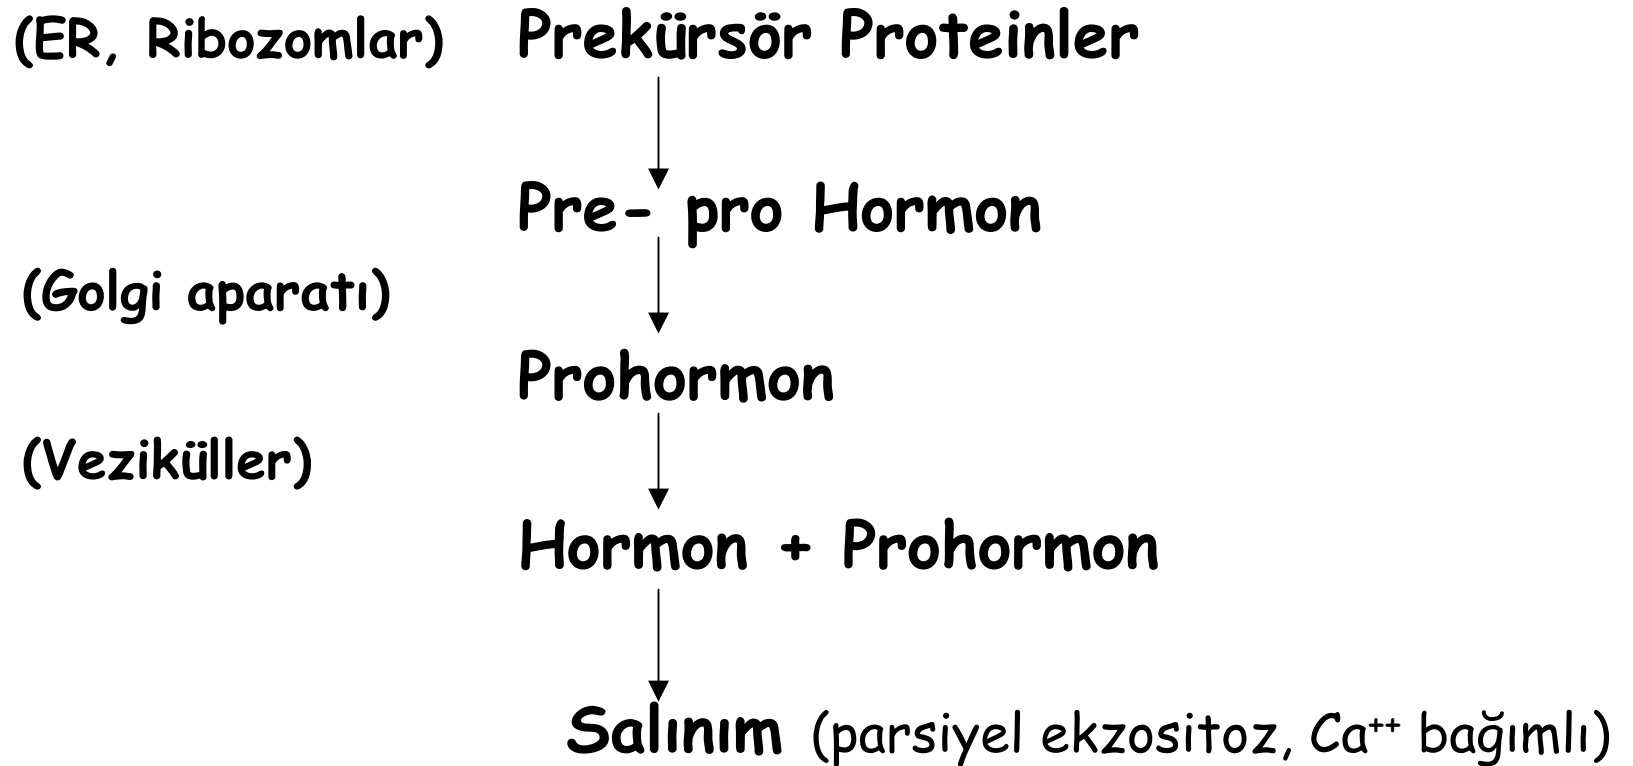 (ER, Ribozomlar) Prekürsör Proteinler
Pre- pro Hormon
(Golgi aparatı)
Prohormon
(Veziküller)
Hormon + Prohormon
Salınım (parsiyel ekzositoz, Ca⁺⁺ bağımlı)